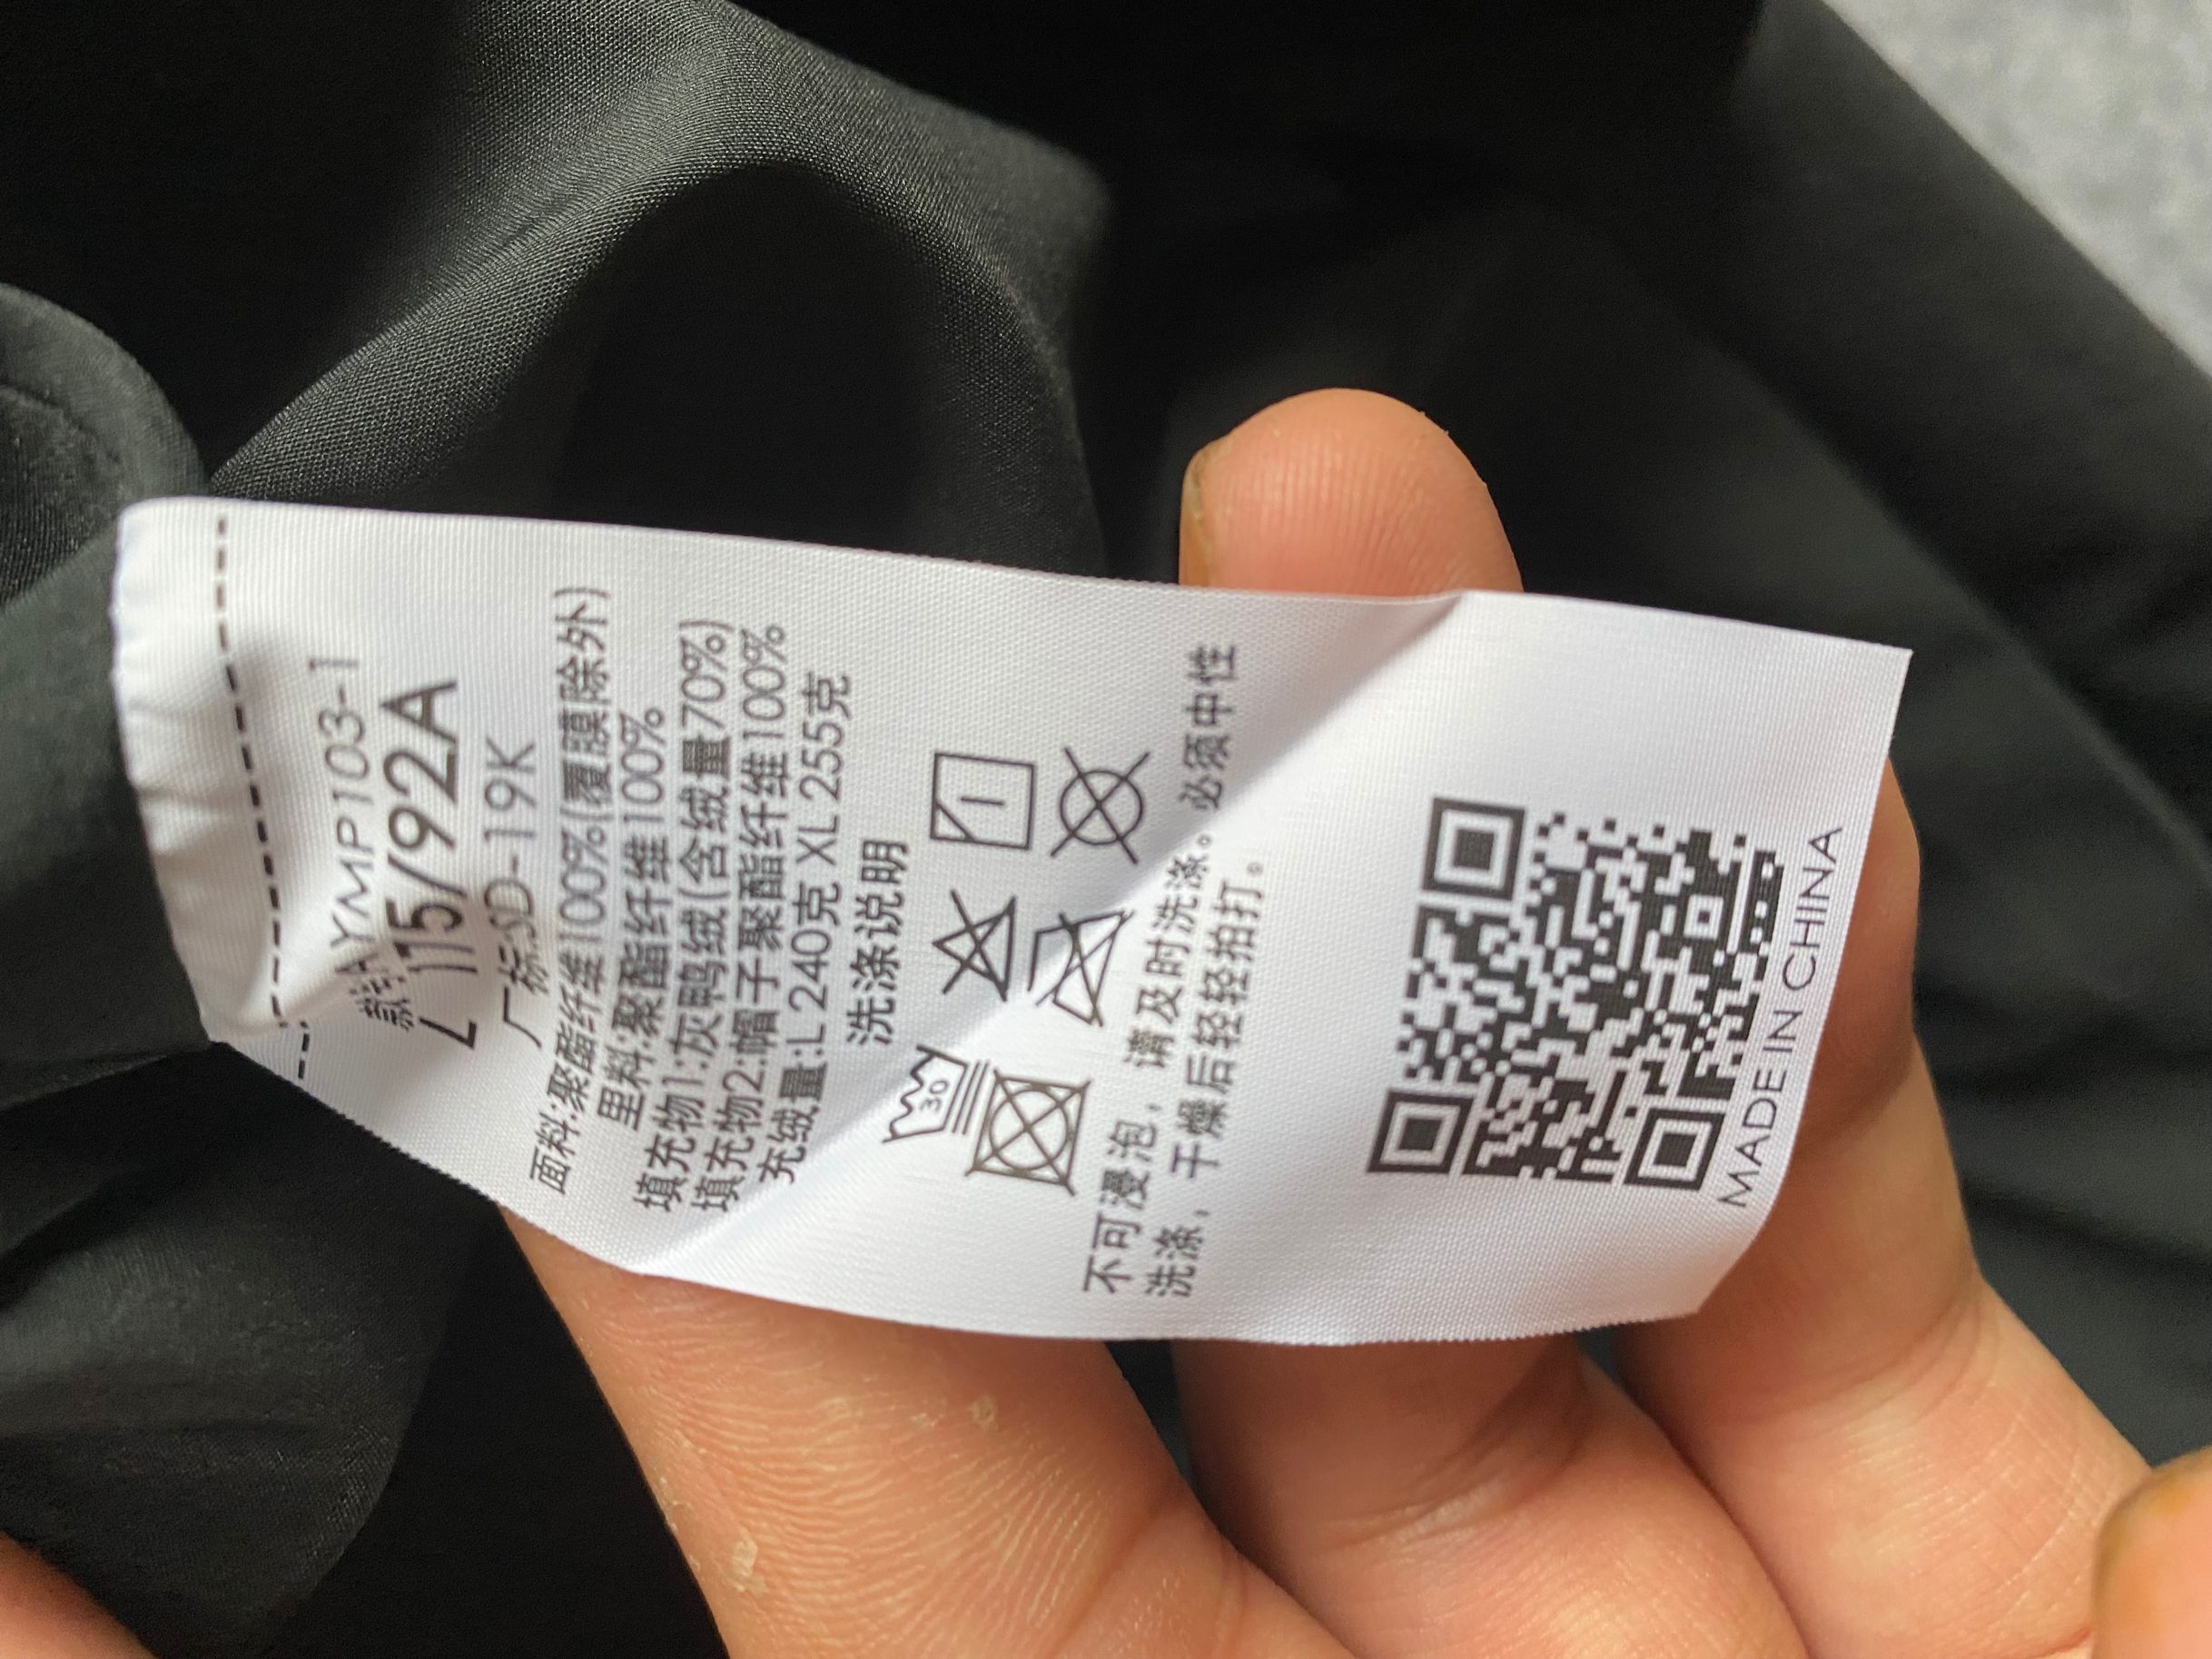 款号:AYMP103-1
L 115/92A
厂标:SD-19K
面料:聚酯纤维100%(覆膜除外)
里料:聚酯纤维100%
填充物1:灰鸭绒(含绒量70%)
填充物2:帽子聚酯纤维100%
充绒量:L 240克 XL 255克
洗涤说明
30
不可漫泡，请及时洗涤。必须中性
洗涤，干燥后轻轻拍打。
MADE IN CHINA